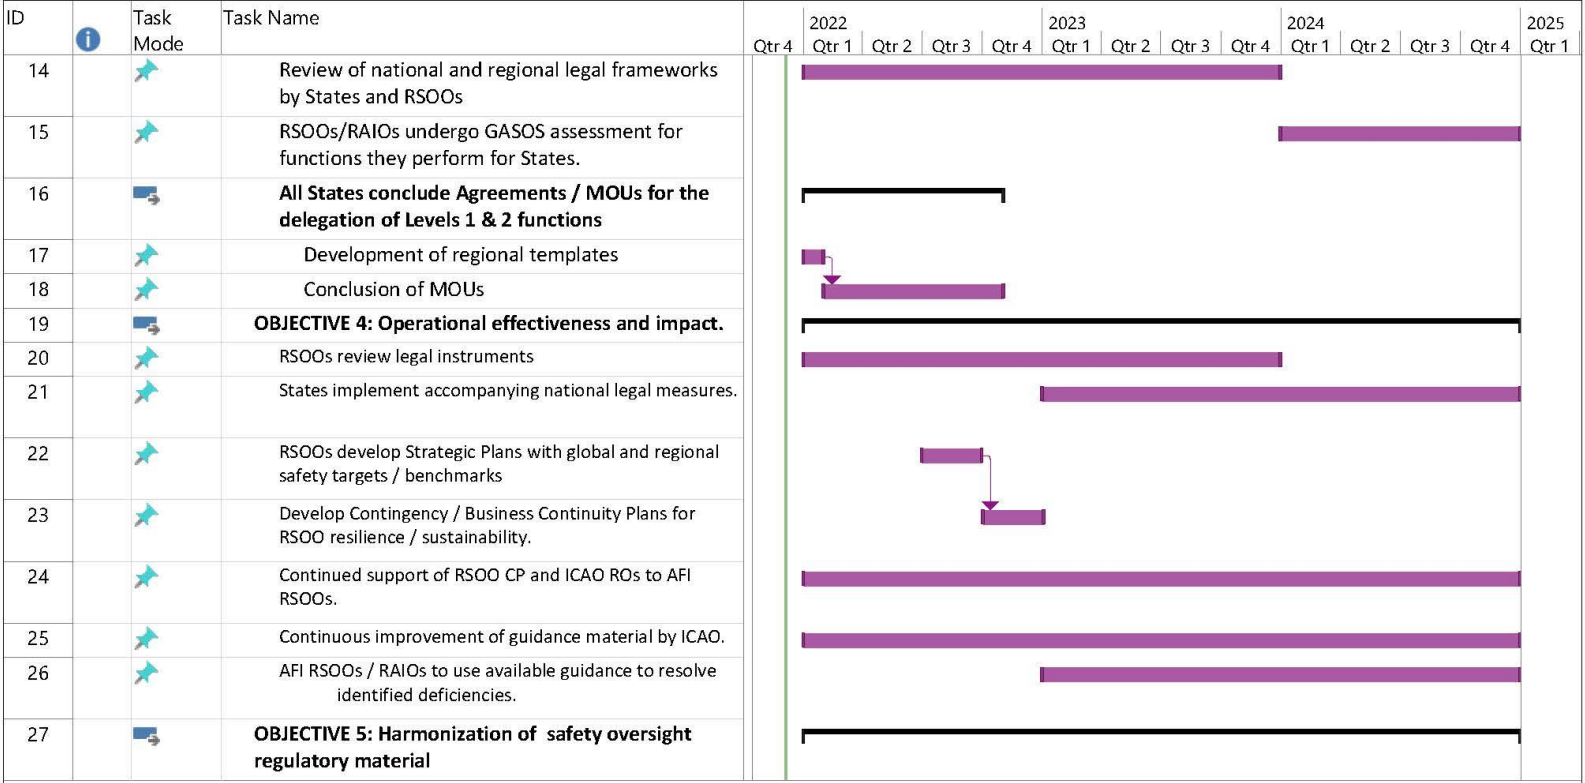 ID
Task Mode
Task Name
2022
2023
2024
2025
Qtr 4 Qtr 1 Qtr 2 Qtr 3 Qtr 4 Qtr 1 Qtr 2 Qtr 3 Qtr 4 Qtr 1 Qtr 2 Qtr 3 Qtr 4 Qtr 1
14
Review of national and regional legal frameworks
by States and RSOOs
15
RSOOs/RAIOs undergo GASOS assessment for
functions they perform for States.
16
All States conclude Agreements / MOUs for the
delegation of Levels 1 & 2 functions
17
Development of regional templates
18
Conclusion of MOUs
19
OBJECTIVE 4: Operational effectiveness and impact.
20
RSOOs review legal instruments
21
States implement accompanying national legal measures.
22
RSOOs develop Strategic Plans with global and regional
safety targets / benchmarks
23
Develop Contingency / Business Continuity Plans for
RSOO resilience / sustainability.
24
Continued support of RSOO CP and ICAO ROs to AFI
RSOOs.
25
Continuous improvement of guidance material by ICAO.
26
AFI RSOOs / RAIOs to use available guidance to resolve
identified deficiencies.
27
OBJECTIVE 5: Harmonization of safety oversight
regulatory material